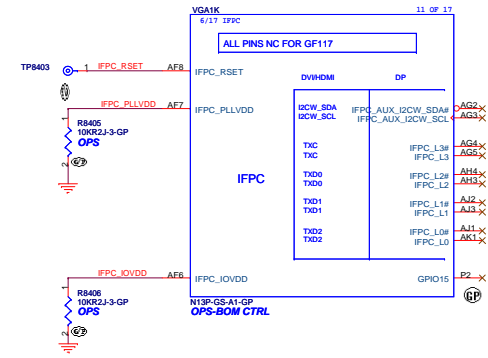 VGA1K 11 OF 17
6/17 IFPC
ALL PINS NC FOR GF117
TP8403 1 IFPC_RSET AF8 IFPC_RSET
DVI/HDMI DP
I2CW_SDA IFPC_AUX_I2CW_SDA# AG2
I2CW_SCL IFPC_AUX_I2CW_SCL AG3
IFPC_PLLVDD AF7 IFPC_PLLVDD
1
R8405
10KR2J-3-GP
OPS
2
TXC IFPC_L3# AG4
TXC IFPC_L3 AG5
IFPC
TXD0 IFPC_L2# AH4
TXD0 IFPC_L2 AH3
TXD1 IFPC_L1# AJ2
TXD1 IFPC_L1 AJ3
TXD2 IFPC_L0# AJ1
TXD2 IFPC_L0 AK1
IFPC_IOVDD AF6 IFPC_IOVDD
GPIO15 P2
GP
1
R8406
10KR2J-3-GP
OPS
2
N13P-GS-A1-GP
OPS-BOM CTRL